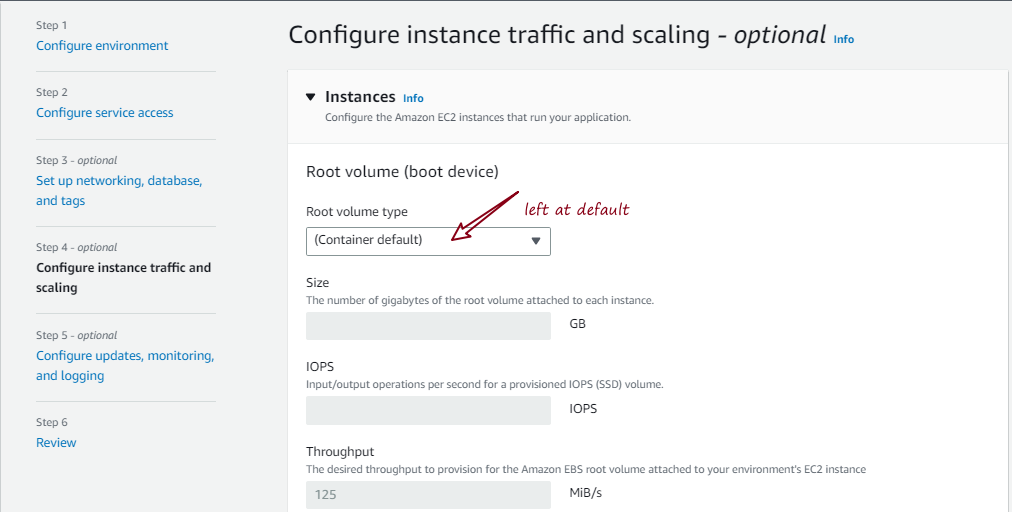 Step 1
Configure environment
Step 2
Configure service access
Step 3 - optional
Set up networking, database,
and tags
Step 4 - optional
Configure instance traffic and
scaling
Step 5 - optional
Configure updates, monitoring,
and logging
Step 6
Review
Configure instance traffic and scaling - optional Info
Instances Info
Configure the Amazon EC2 instances that run your application.
Root volume (boot device)
Root volume type
left at default
(Container default)
Size
The number of gigabytes of the root volume attached to each instance.
GB
IOPS
Input/output operations per second for a provisioned IOPS (SSD) volume.
IOPS
Throughput
The desired throughput to provision for the Amazon EBS root volume attached to your environment's EC2 instance
125 MiB/s